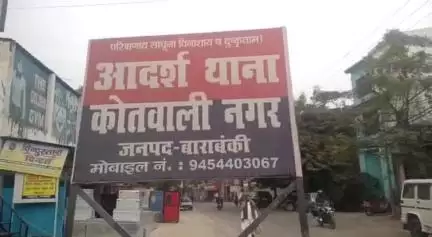 परित्राणाय साधूनां विनाशाय च दुष्कृताम्।
आदर्श थाना
कोतवाली नगर
जनपद-बाराबंकी
मोबाइल नं. : 9454403067